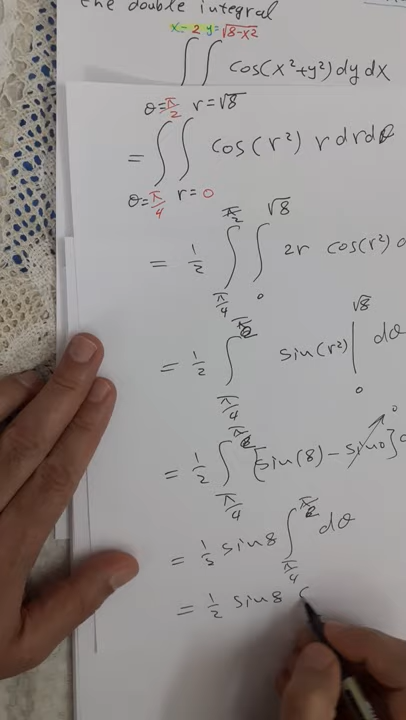 the double integral
x=2 y=√8-x²
∫∫ cos(x²+y²) dy dx
θ=π/2 r=√8
= ∫∫ cos(r²) r dr dθ
θ=π/4 r=0
π/2 √8
= 1/2 ∫∫ 2r cos(r²)
π/4 0
π/2 √8
= 1/2 ∫ sin(r²)| dθ
π/4 0
π/2 0
= 1/2 ∫ [sin(8) - sin0]
π/4
π/2
= 1/2 sin8 ∫ dθ
π/4
= 1/2 sin8